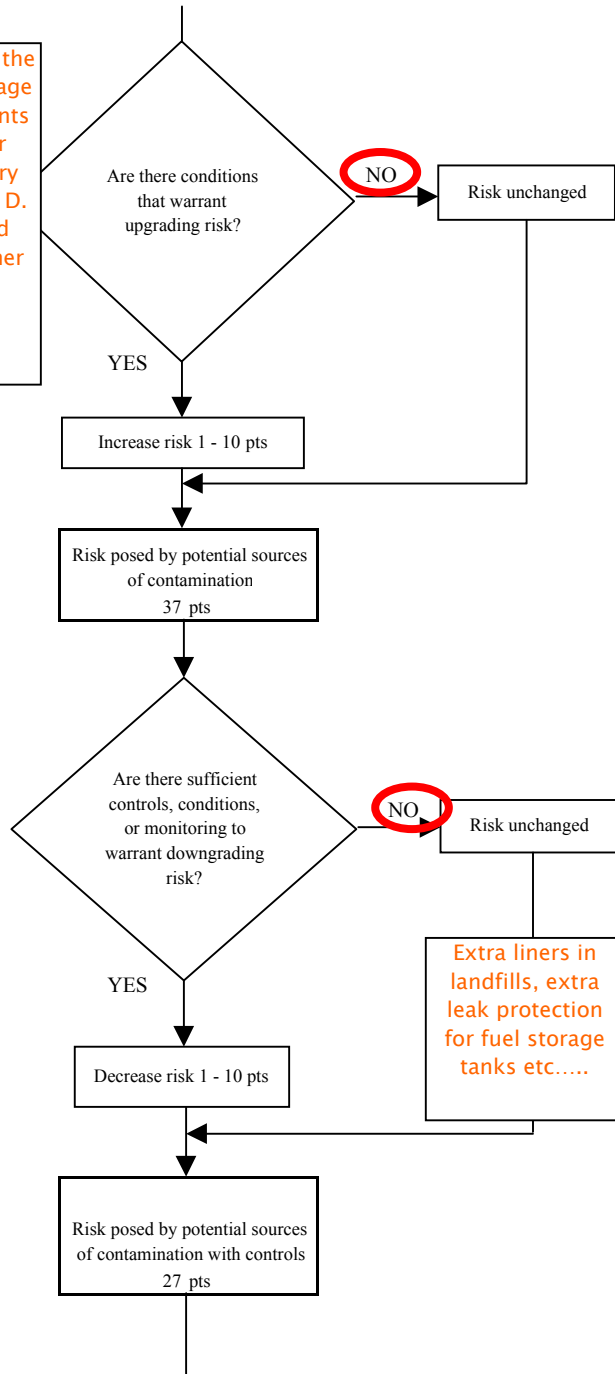 the
age
nts
r
ry
D.
d
her
Are there conditions
that warrant
upgrading risk?
NO
Risk unchanged
YES
Increase risk 1 - 10 pts
Risk posed by potential sources
of contamination
37 pts
Are there sufficient
controls, conditions,
or monitoring to
warrant downgrading
risk?
NO
Risk unchanged
Extra liners in
landfills, extra
leak protection
for fuel storage
tanks etc…..
YES
Decrease risk 1 - 10 pts
Risk posed by potential sources
of contamination with controls
27 pts